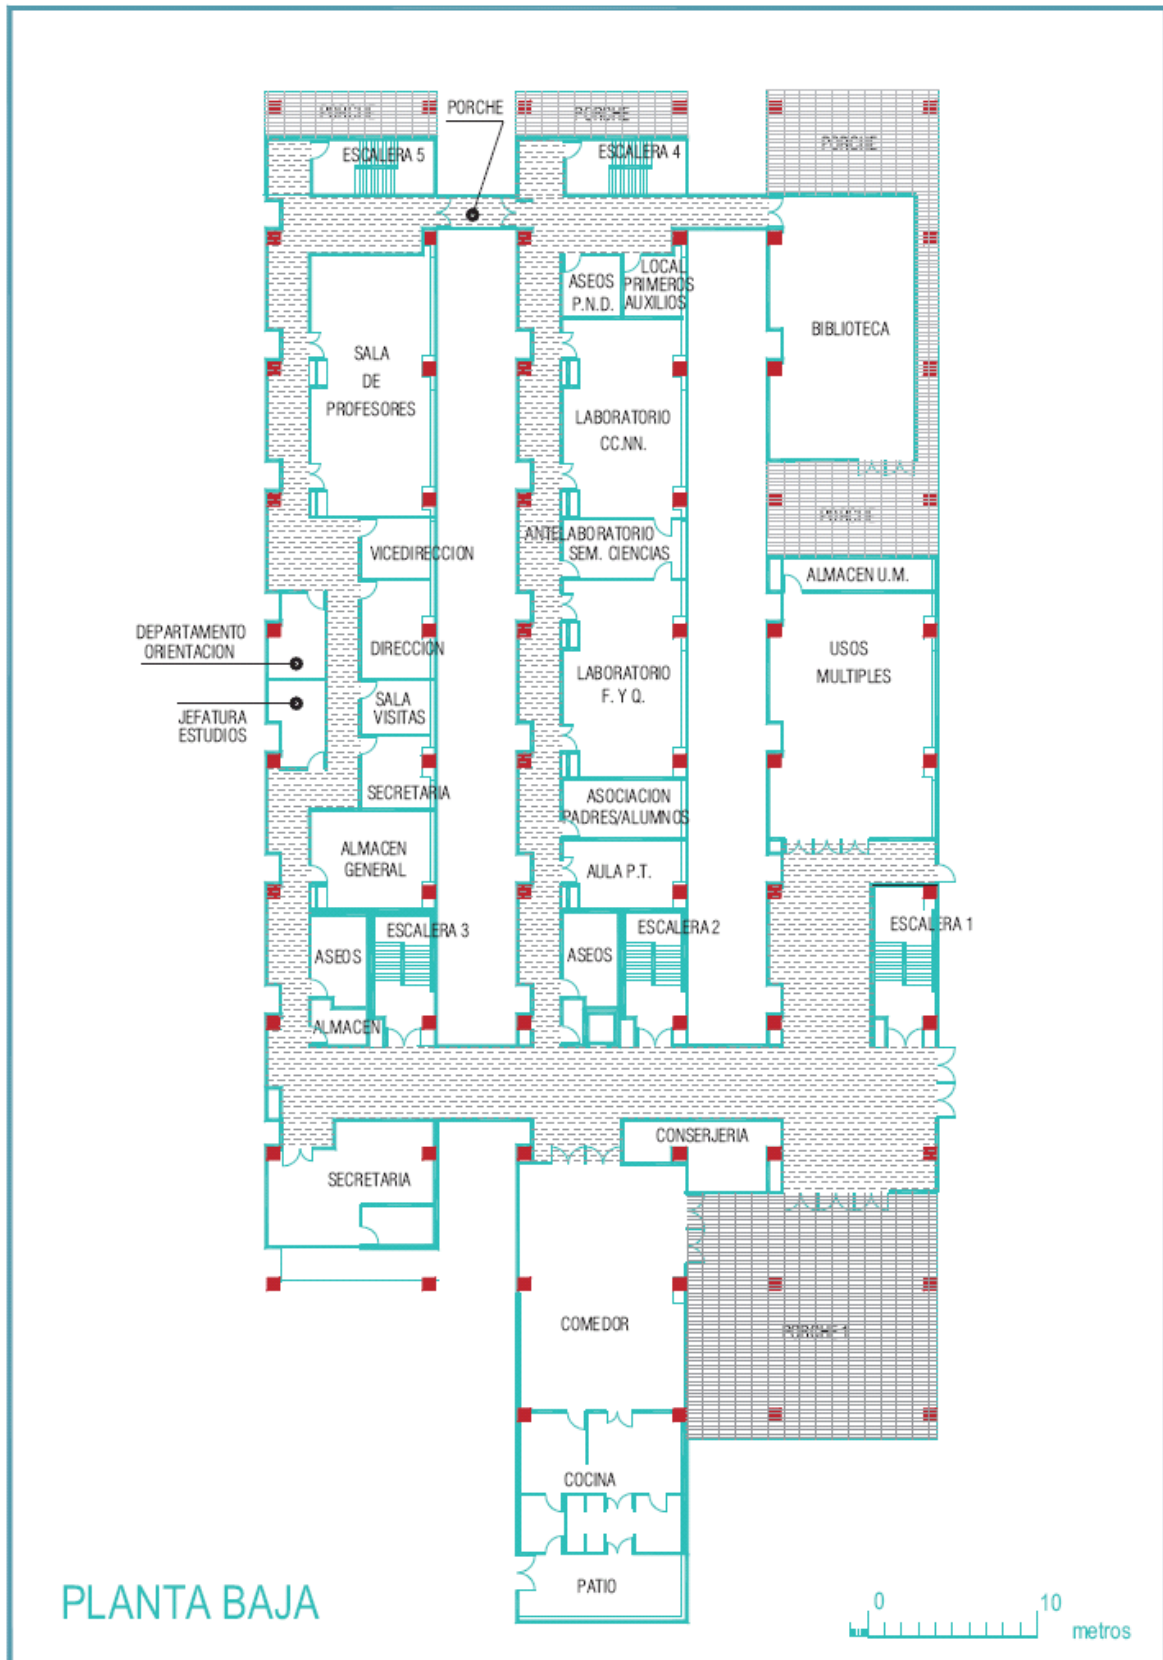 PORCHE
PORCHE
PORCHE
PORCHE
ESCALERA 5
ESCALERA 4
ASEOS
P.N.D.
LOCAL
PRIMEROS
AUXILIOS
BIBLIOTECA
SALA
DE
PROFESORES
LABORATORIO
CC.NN.
PORCHE
VICEDIRECCION
ANTELABORATORIO
SEM. CIENCIAS
ALMACEN U.M.
DEPARTAMENTO
ORIENTACION
DIRECCION
LABORATORIO
F. Y Q.
USOS
MULTIPLES
JEFATURA
ESTUDIOS
SALA
VISITAS
SECRETARIA
ASOCIACION
PADRES/ALUMNOS
ALMACEN
GENERAL
AULA P.T.
ESCALERA 3
ESCALERA 2
ESCALERA 1
ASEOS
ASEOS
ALMACEN
CONSERJERIA
SECRETARIA
COMEDOR
PORCHE 1
COCINA
PATIO
PLANTA BAJA
0 10
metros